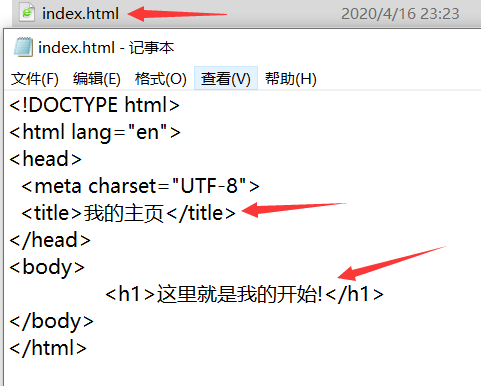 index.html 2020/4/16 23:23
index.html - 记事本
文件(F) 编辑(E) 格式(O) 查看(V) 帮助(H)
<!DOCTYPE html>
<html lang="en">
<head>
<meta charset="UTF-8">
<title>我的主页</title>
</head>
<body>
<h1>这里就是我的开始!</h1>
</body>
</html>